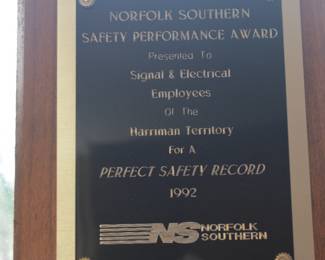 NORFOLK SOUTHERN
SAFETY PERFORMANCE AWARD
Presented To
Signal & Electrical
Employees
Of The
Harriman Territory
For A
PERFECT SAFETY RECORD
1992
NS NORFOLK
SOUTHERN